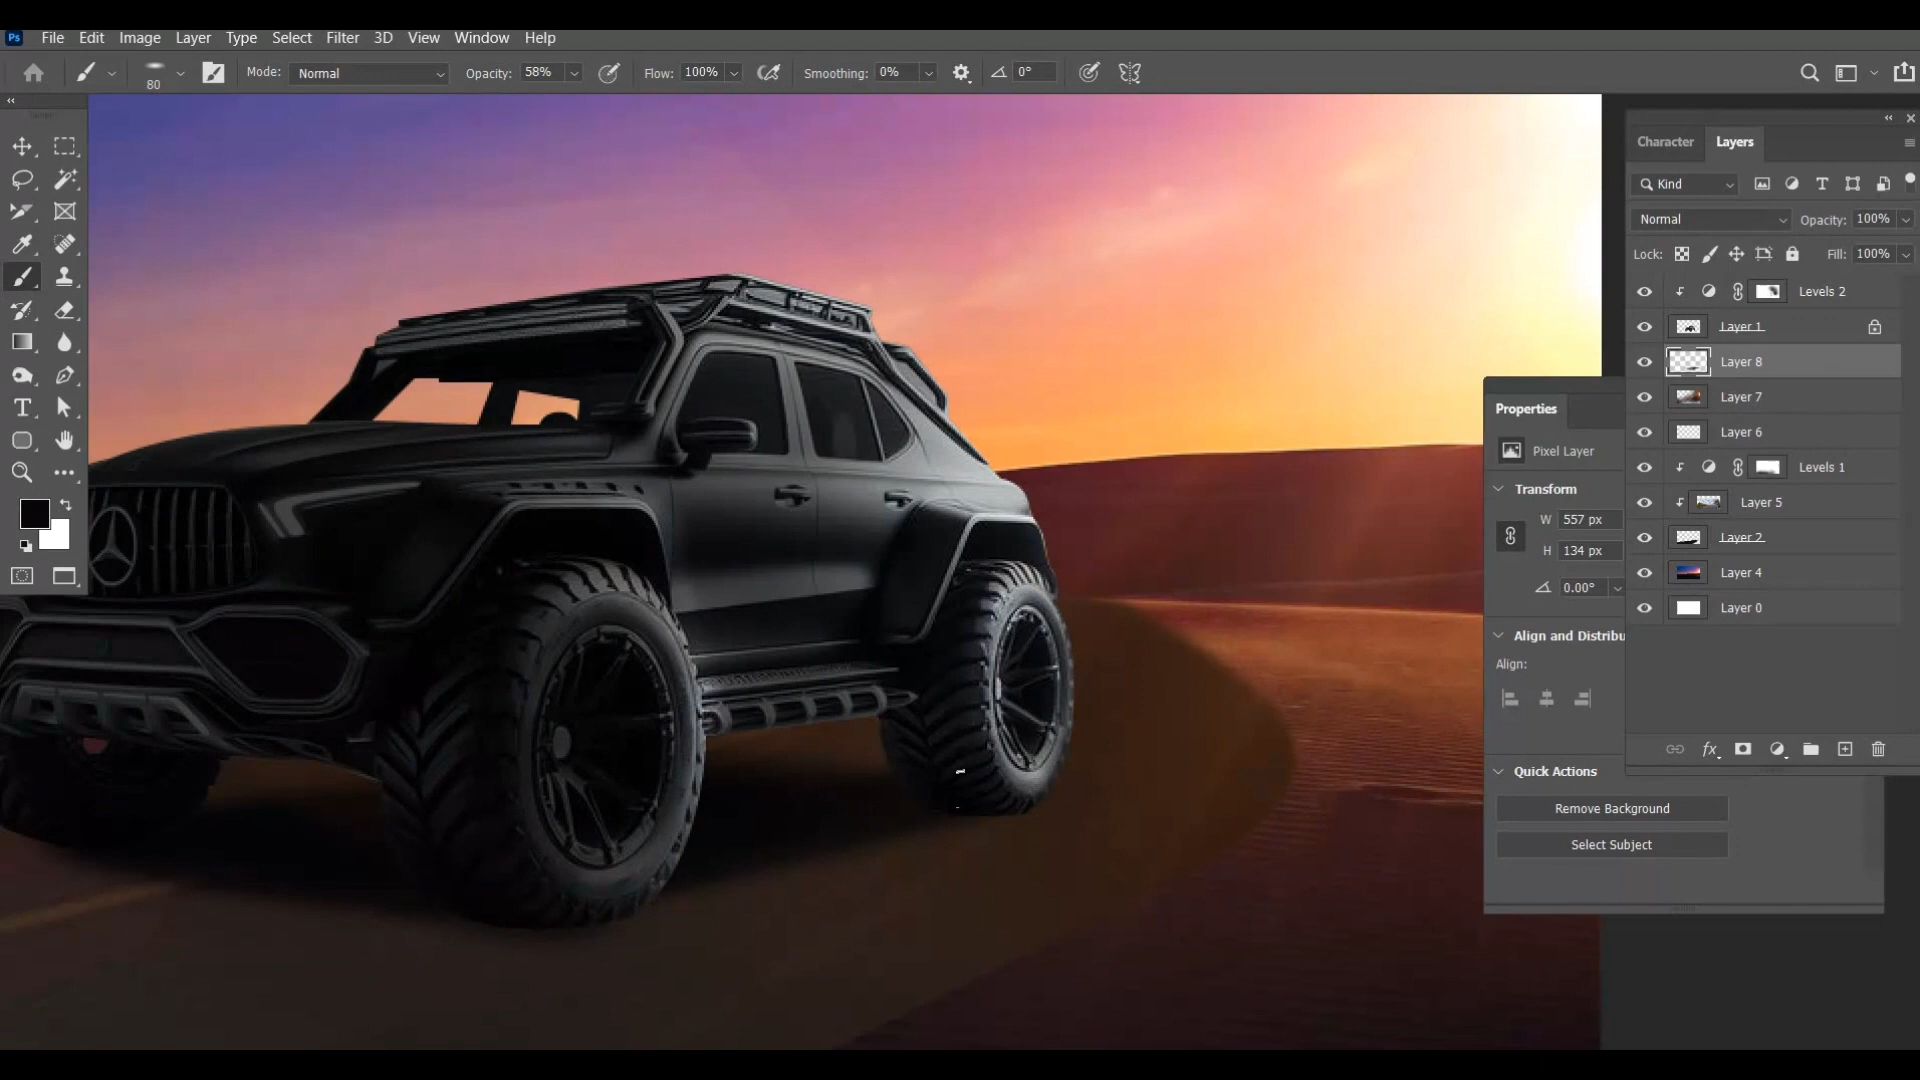 Ps File Edit Image Layer Type Select Filter 3D View Window Help
80 Mode: Normal Opacity: 58% Flow: 100% Smoothing: 0% 0°
Character Layers
Kind
Normal Opacity: 100%
Lock: Fill: 100%
Levels 2
Layer 1
Layer 8
Layer 7
Layer 6
Levels 1
Layer 5
Layer 2
Layer 4
Layer 0
fx
Properties
Pixel Layer
Transform
W 557 px
H 134 px
0.00°
Align and Distribu
Align:
Quick Actions
Remove Background
Select Subject